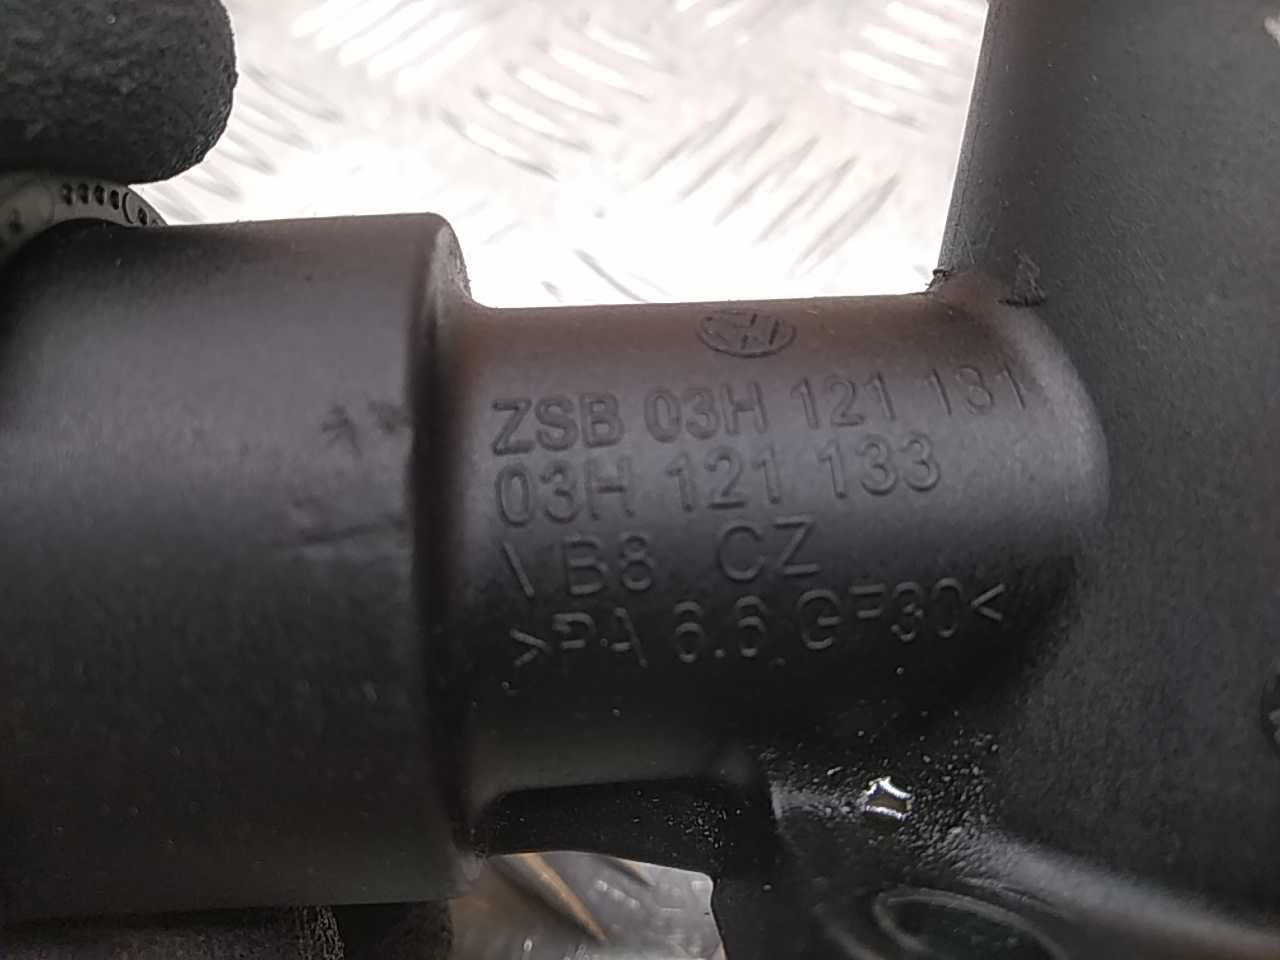 ZSB 03H 121 131
03H 121 133
\ B8 CZ
>PA 6.6 GF30<